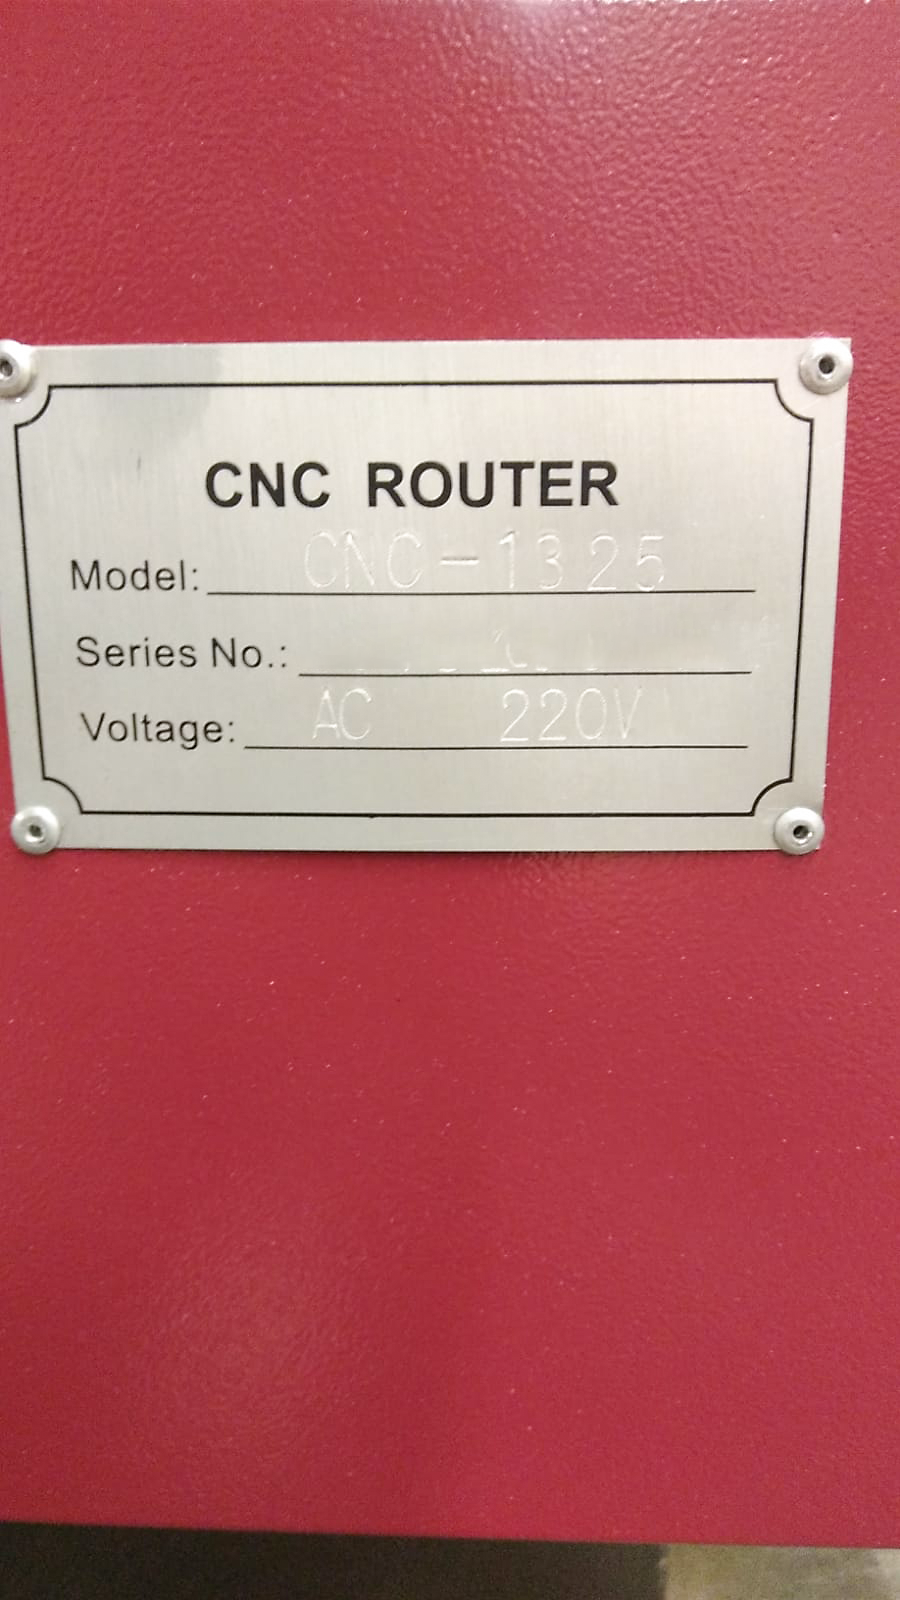 CNC ROUTER
Model: CNC-1325
Series No.:
Voltage: AC 220V